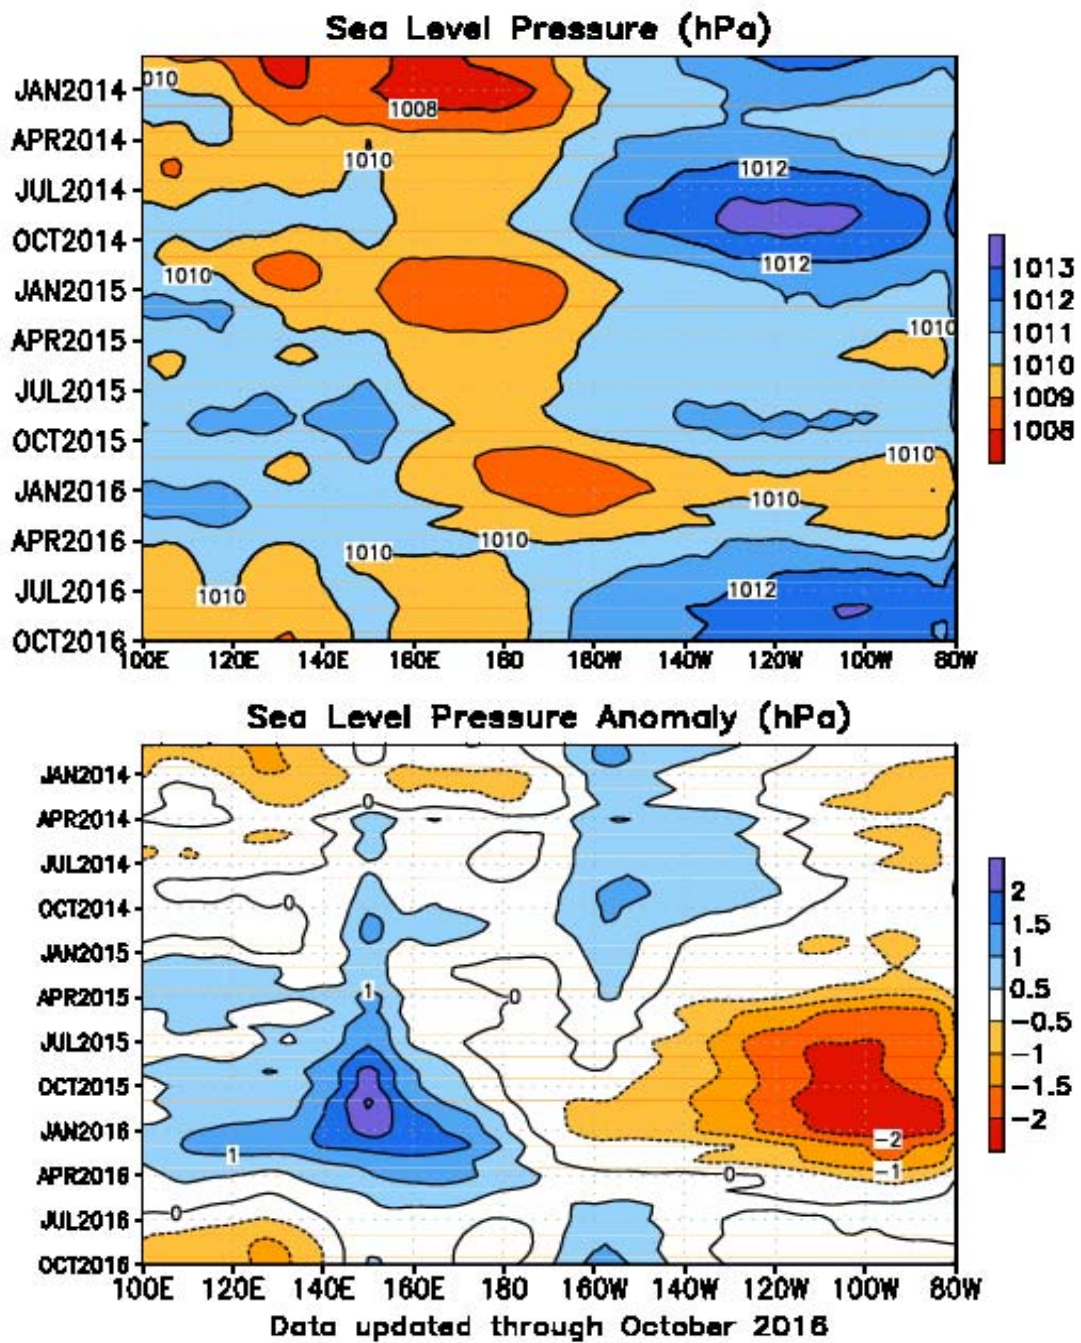 Sea Level Pressure (hPa)
010
JAN2014
1008
APR2014
1010
1012
JUL2014
OCT2014
1012
1010
JAN2015
1010
APR2015
JUL2015
OCT2015
1010
JAN2016
1010
APR2016
1010
1010
1012
JUL2016
1010
OCT2016
100E 120E 140E 160E 180 160W 140W 120W 100W 80W
1013
1012
1011
1010
1009
1008
Sea Level Pressure Anomaly (hPa)
JAN2014
0
APR2014
JUL2014
0
OCT2014
JAN2015
1
0
APR2015
JUL2015
OCT2015
JAN2016
-2
1
-1
0
APR2016
0
JUL2016
OCT2016
100E 120E 140E 160E 180 160W 140W 120W 100W 80W
2
1.5
1
0.5
-0.5
-1
-1.5
-2
Data updated through October 2016